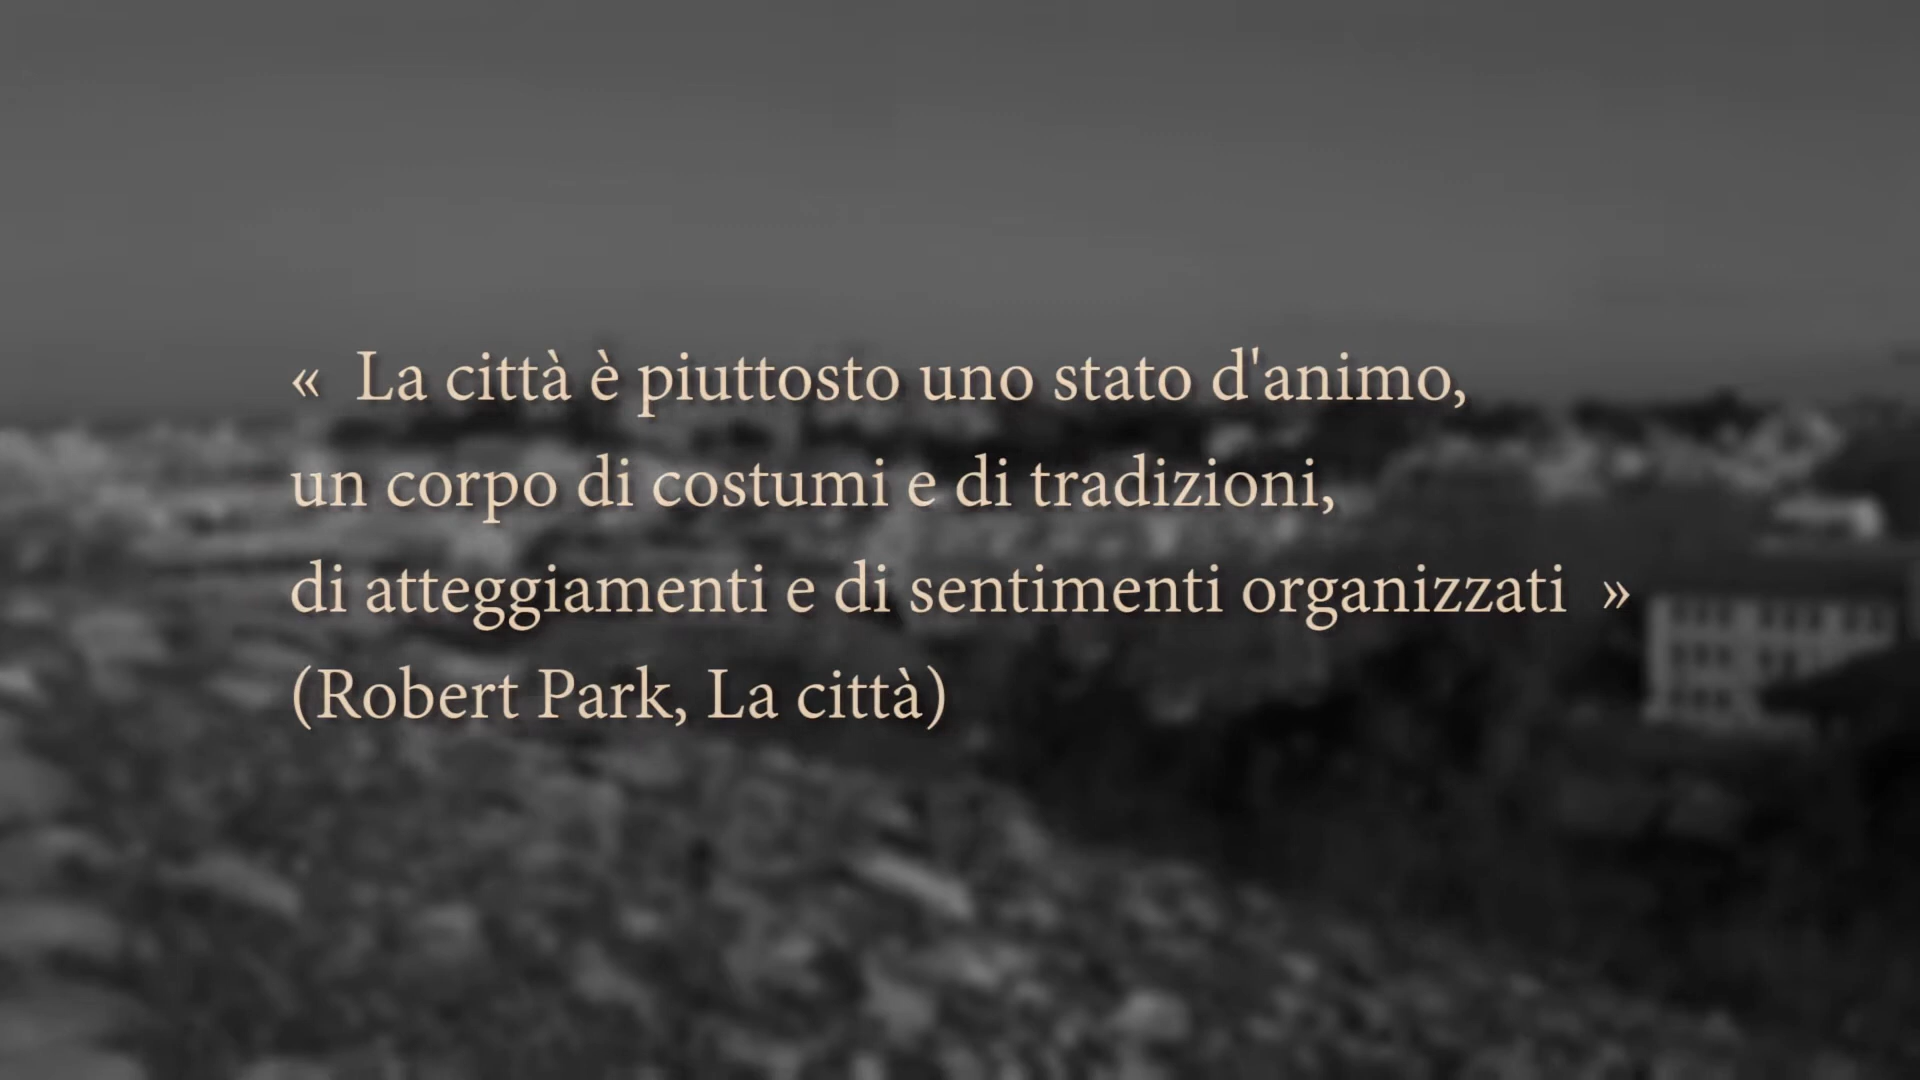 «  La città è piuttosto uno stato d'animo,
un corpo di costumi e di tradizioni,
di atteggiamenti e di sentimenti organizzati  »
(Robert Park, La città)